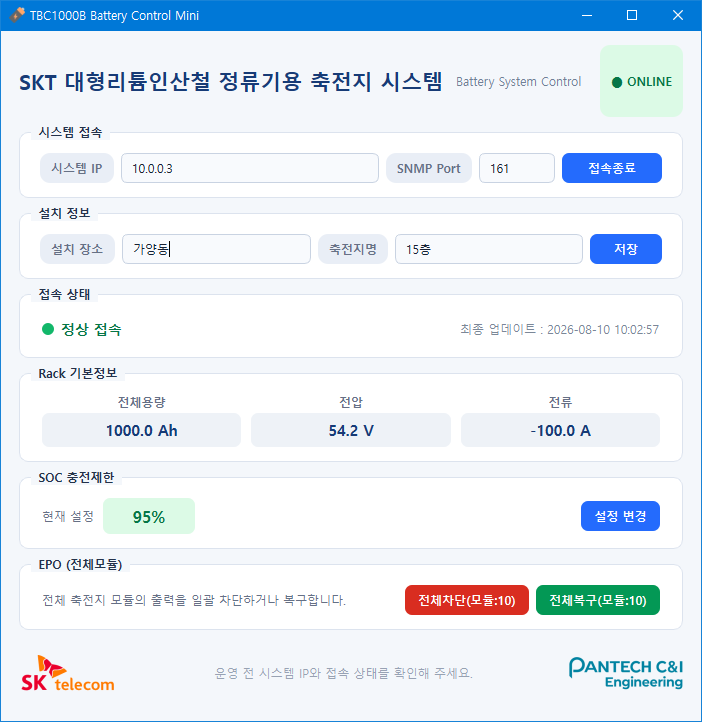 TBC1000B Battery Control Mini
SKT 대형리튬인산철 정류기용 축전지 시스템 Battery System Control ONLINE
시스템 접속
시스템 IP 10.0.0.3 SNMP Port 161 접속종료
설치 정보
설치 장소 가양동 축전지명 15층 저장
접속 상태
정상 접속 최종 업데이트 : 2026-08-10 10:02:57
Rack 기본정보
전체용량 전압 전류
1000.0 Ah 54.2 V -100.0 A
SOC 충전제한
현재 설정 95% 설정 변경
EPO (전체모듈)
전체 축전지 모듈의 출력을 일괄 차단하거나 복구합니다. 전체차단(모듈:10) 전체복구(모듈:10)
SK telecom 운영 전 시스템 IP와 접속 상태를 확인해 주세요. PANTECH C&I
Engineering